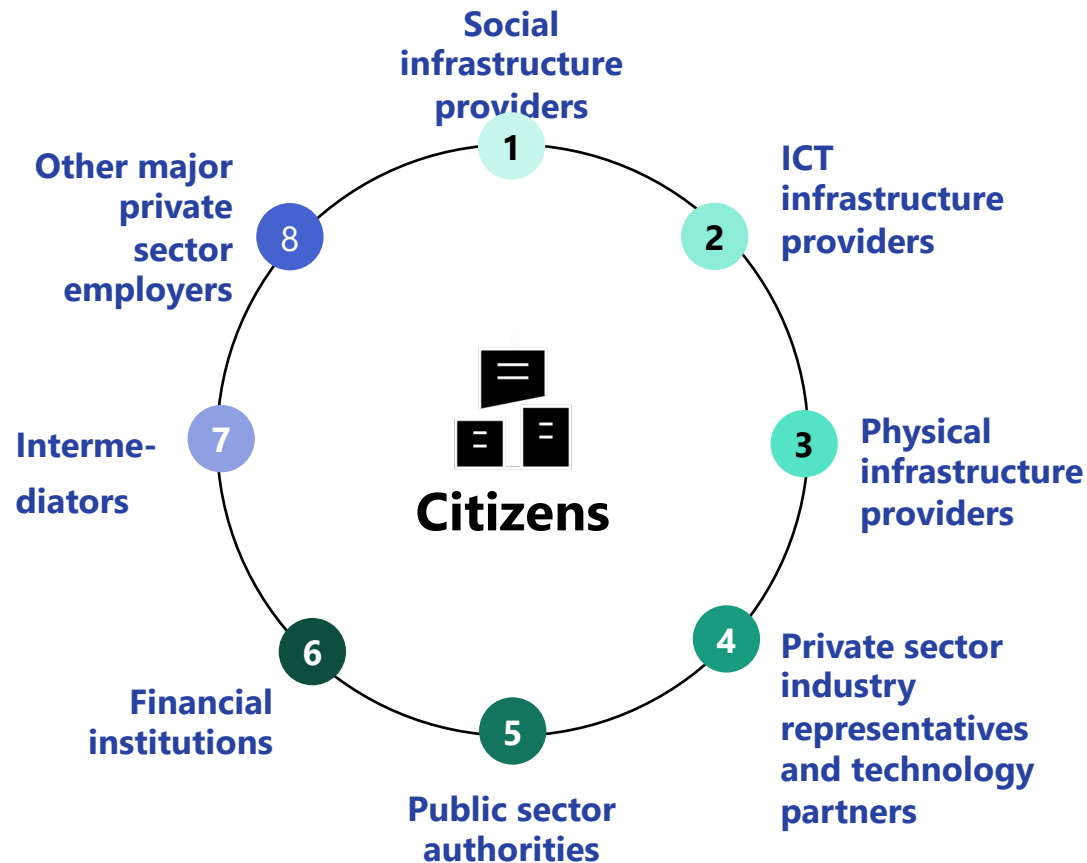 Social
infrastructure
providers
1
ICT
infrastructure
providers
2
Physical
infrastructure
providers
3
Private sector
industry
representatives
and technology
partners
4
Public sector
authorities
5
Financial
institutions
6
Interme-
diators
7
Other major
private
sector
employers
8
Citizens